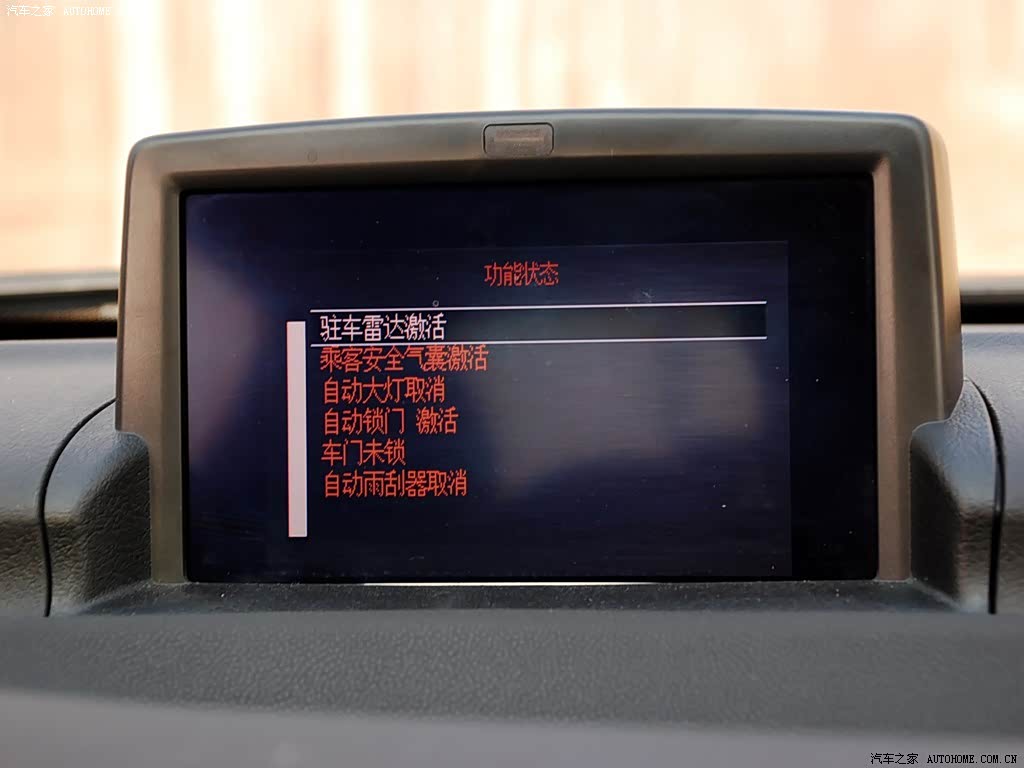 汽车之家 AUTOHOME
功能状态
驻车雷达激活
乘客安全气囊激活
自动大灯取消
自动锁门 激活
车门未锁
自动雨刮器取消
汽车之家 AUTOHOME.COM.CN